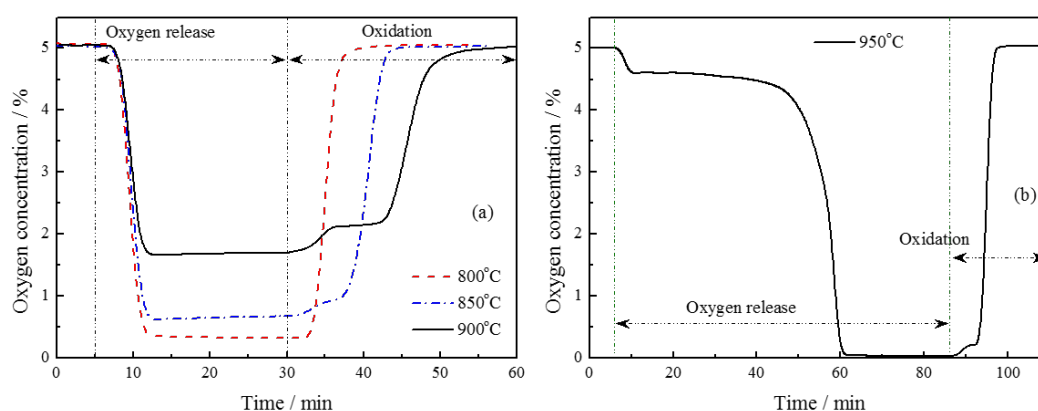 Oxygen release
Oxidation
Oxygen concentration / %
5
4
3
2
1
0
(a)
800°C
850°C
900°C
0
10
20
30
40
50
60
Time / min
950°C
Oxygen concentration / %
5
4
3
2
1
0
(b)
Oxidation
Oxygen release
0
20
40
60
80
100
Time / min